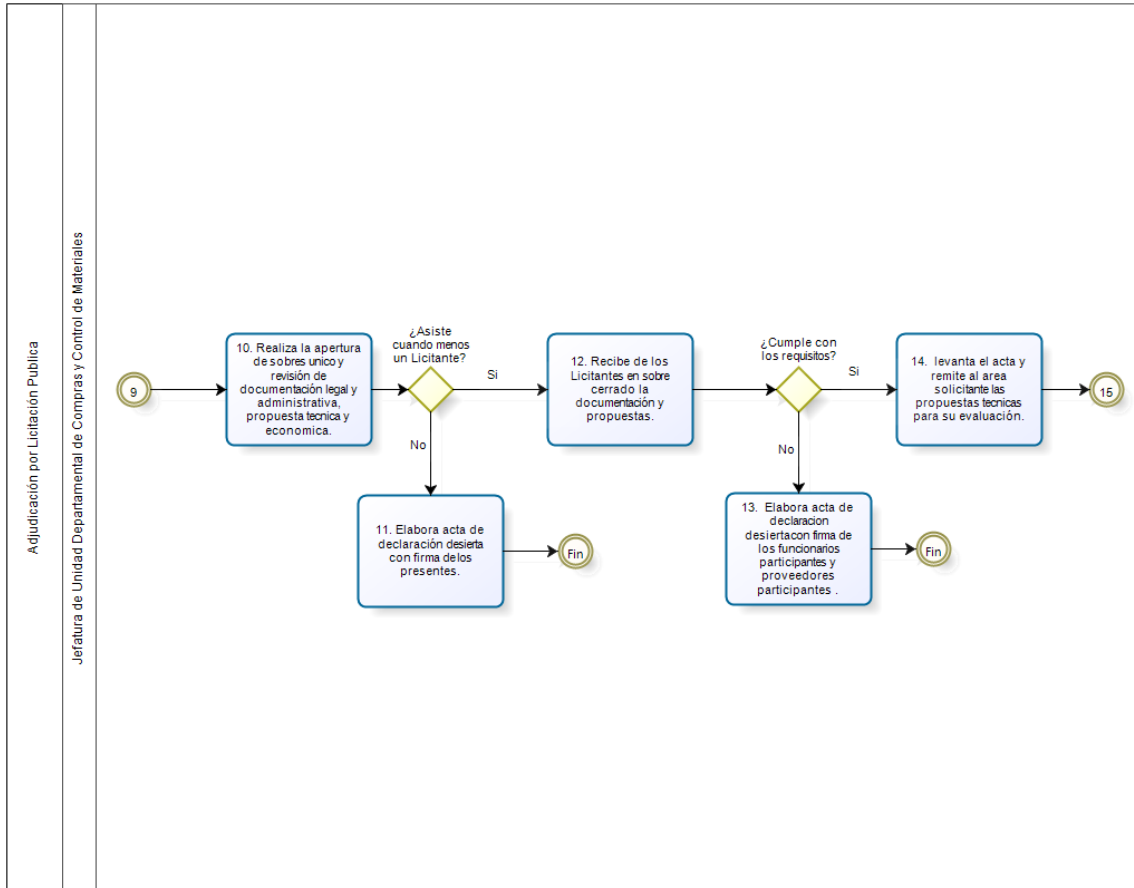 Adjudicación por Licitación Publica
Jefatura de Unidad Departamental de Compras y Control de Materiales
9
10. Realiza la apertura
de sobres unico y
revisión de
documentación legal y
administrativa,
propuesta tecnica y
economica.
¿Asiste
cuando menos
un Licitante?
Si
No
11. Elabora acta de
declaración desierta
con firma delos
presentes.
Fin
12. Recibe de los
Licitantes en sobre
cerrado la
documentación y
propuestas.
¿Cumple con
los requisitos?
Si
No
13. Elabora acta de
declaracion
desiertacon firma de
los funcionarios
participantes y
proveedores
participantes .
Fin
14. levanta el acta y
remite al area
solicitante las
propuestas tecnicas
para su evaluación.
15